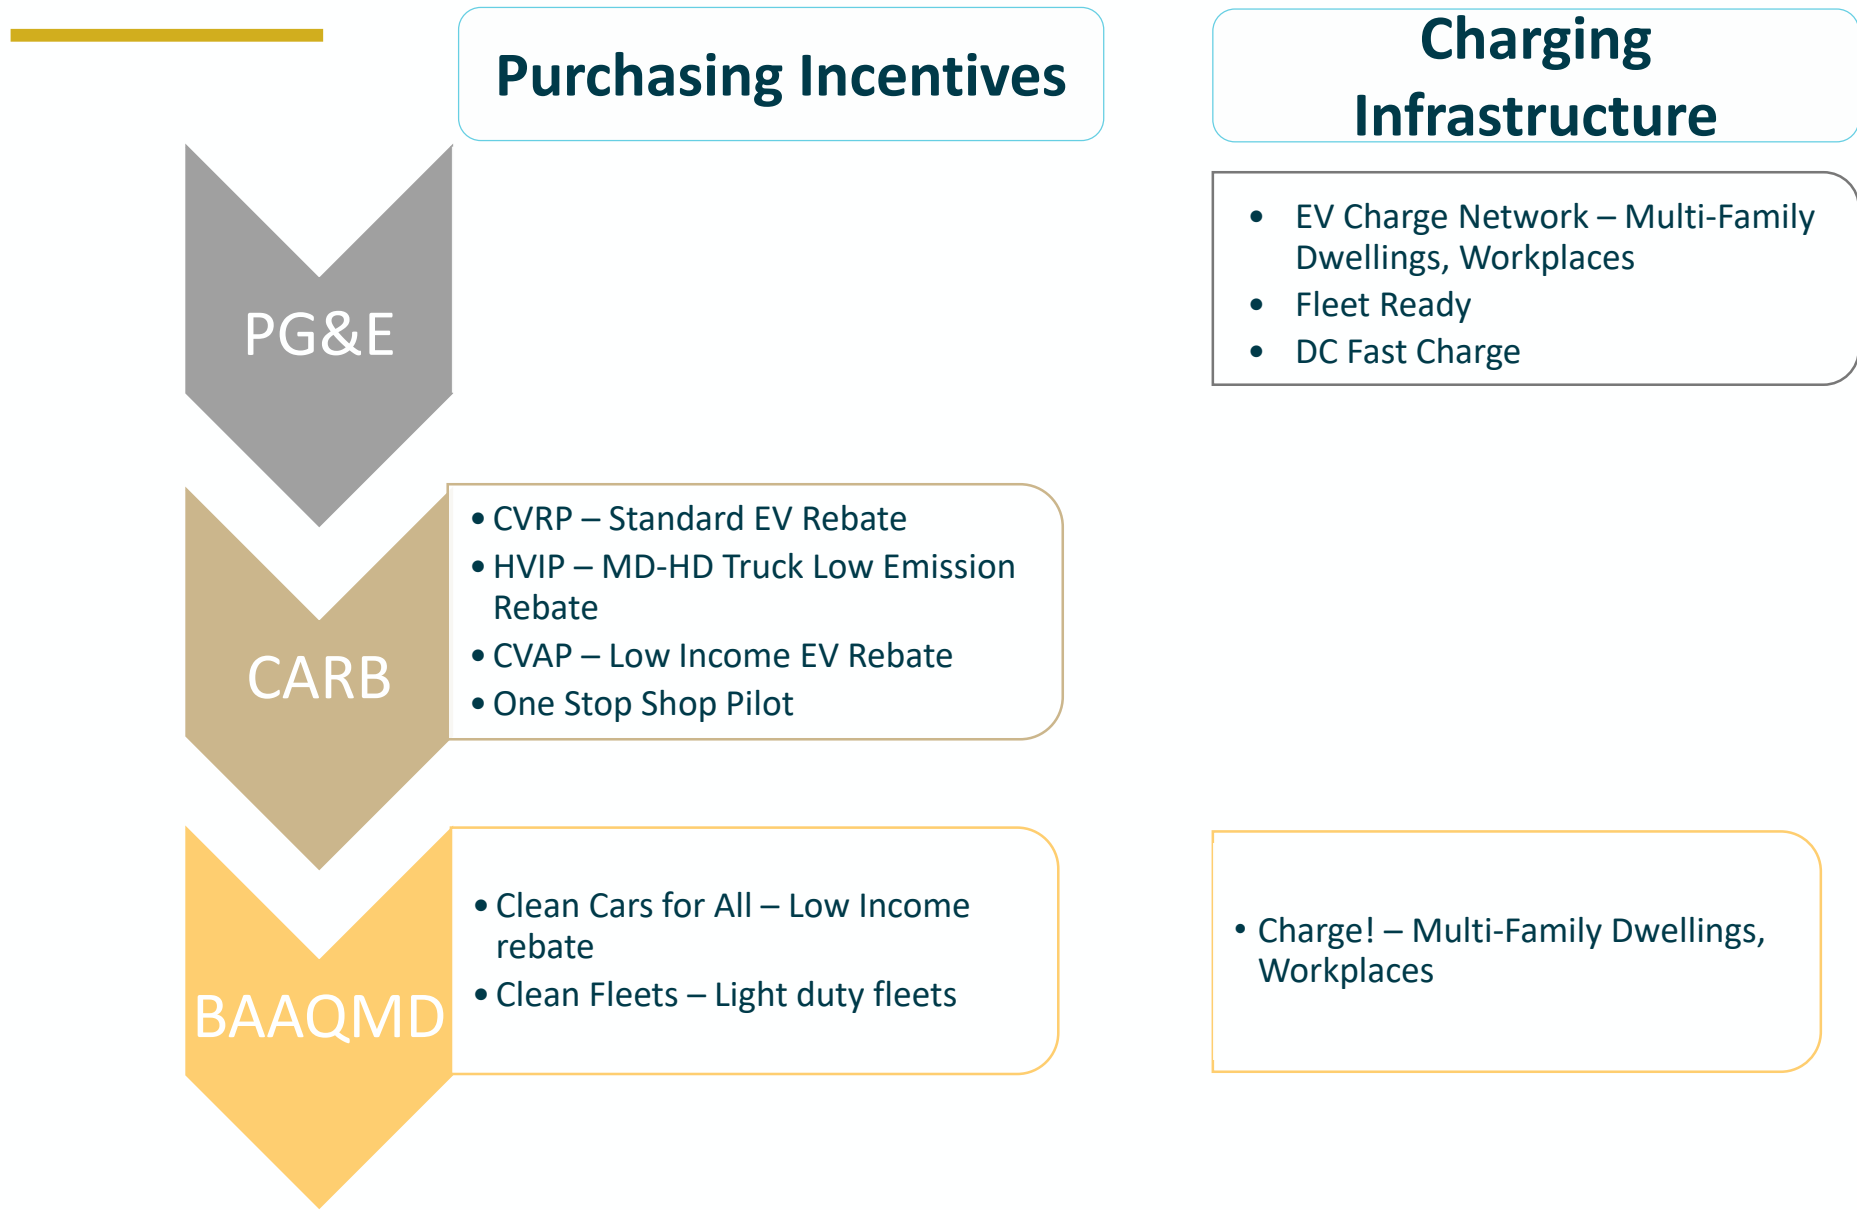 Purchasing Incentives
Charging
Infrastructure
PG&E
• EV Charge Network – Multi-Family
Dwellings, Workplaces
• Fleet Ready
• DC Fast Charge
CARB
• CVRP – Standard EV Rebate
• HVIP – MD-HD Truck Low Emission
Rebate
• CVAP – Low Income EV Rebate
• One Stop Shop Pilot
BAAQMD
• Clean Cars for All – Low Income
rebate
• Clean Fleets – Light duty fleets
• Charge! – Multi-Family Dwellings,
Workplaces